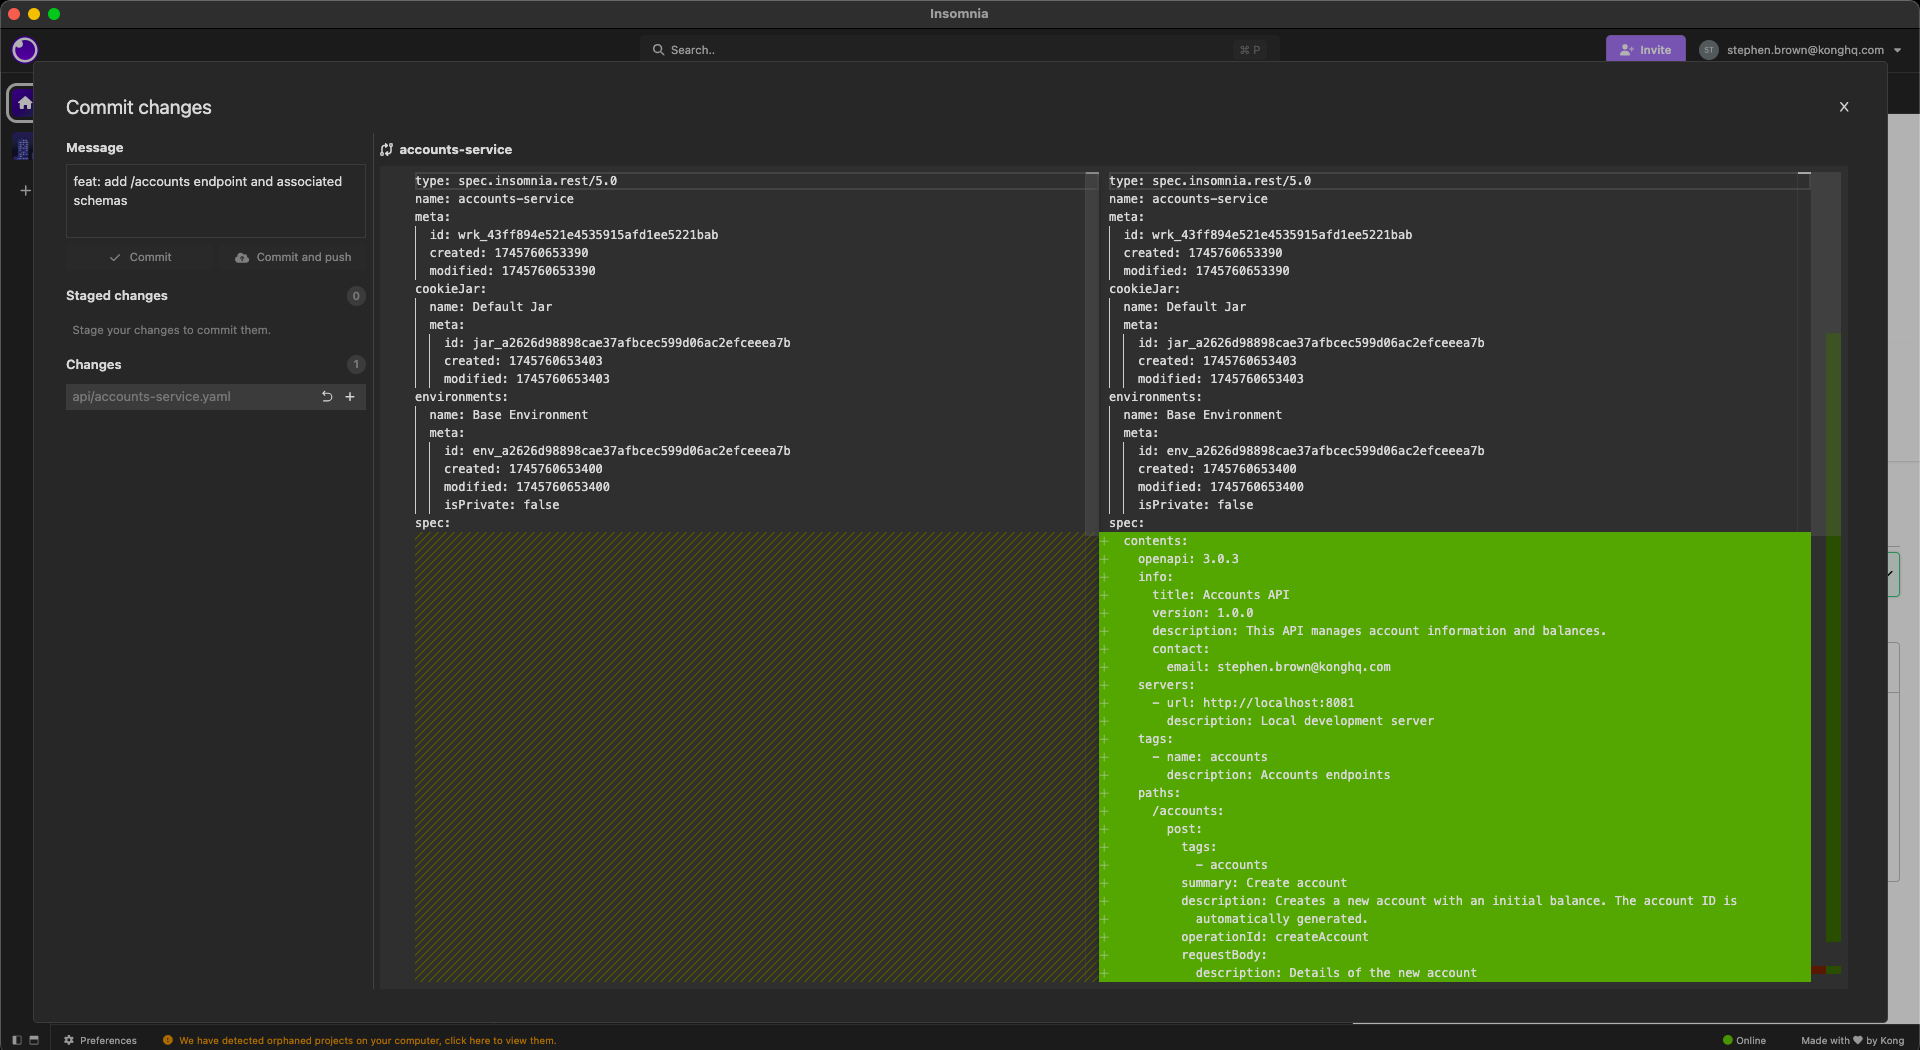 Insomnia
Search..
⌘ P
Invite
ST
stephen.brown@konghq.com
Commit changes
X
Message
feat: add /accounts endpoint and associated
schemas
Commit
Commit and push
Staged changes
0
Stage your changes to commit them.
Changes
1
api/accounts-service.yaml
accounts-service
type: spec.insomnia.rest/5.0
name: accounts-service
meta:
id: wrk_43ff894e521e4535915afd1ee5221bab
created: 1745760653390
modified: 1745760653390
cookieJar:
name: Default Jar
meta:
id: jar_a2626d98898cae37afbcec599d06ac2efceeea7b
created: 1745760653403
modified: 1745760653403
environments:
name: Base Environment
meta:
id: env_a2626d98898cae37afbcec599d06ac2efceeea7b
created: 1745760653400
modified: 1745760653400
isPrivate: false
spec:
type: spec.insomnia.rest/5.0
name: accounts-service
meta:
id: wrk_43ff894e521e4535915afd1ee5221bab
created: 1745760653390
modified: 1745760653390
cookieJar:
name: Default Jar
meta:
id: jar_a2626d98898cae37afbcec599d06ac2efceeea7b
created: 1745760653403
modified: 1745760653403
environments:
name: Base Environment
meta:
id: env_a2626d98898cae37afbcec599d06ac2efceeea7b
created: 1745760653400
modified: 1745760653400
isPrivate: false
spec:
+ contents:
+ openapi: 3.0.3
+ info:
+ title: Accounts API
+ version: 1.0.0
+ description: This API manages account information and balances.
+ contact:
+ email: stephen.brown@konghq.com
+ servers:
+ - url: http://localhost:8081
+ description: Local development server
+ tags:
+ - name: accounts
+ description: Accounts endpoints
+ paths:
+ /accounts:
+ post:
+ tags:
+ - accounts
+ summary: Create account
+ description: Creates a new account with an initial balance. The account ID is
+ automatically generated.
+ operationId: createAccount
+ requestBody:
+ description: Details of the new account
Preferences
We have detected orphaned projects on your computer, click here to view them.
Online
Made with ♥ by Kong